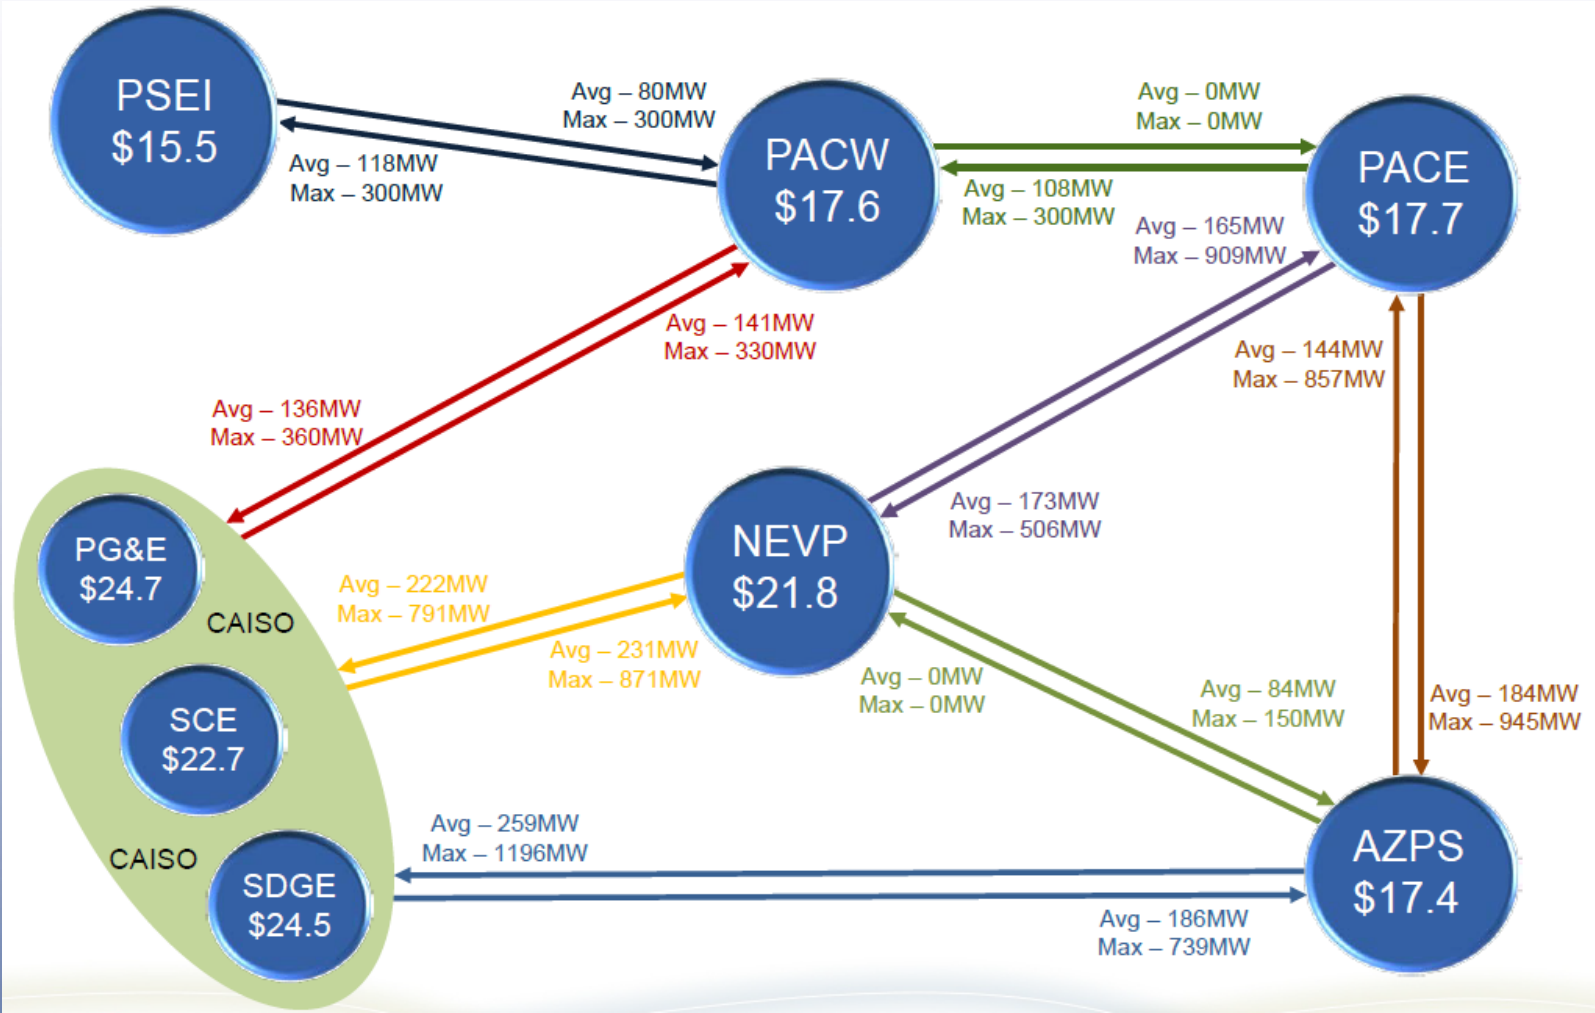 PSEI
$15.5
Avg – 80MW
Max – 300MW
Avg – 118MW
Max – 300MW
PACW
$17.6
Avg – 0MW
Max – 0MW
Avg – 108MW
Max – 300MW
PACE
$17.7
Avg – 165MW
Max – 909MW
Avg – 141MW
Max – 330MW
Avg – 144MW
Max – 857MW
Avg – 136MW
Max – 360MW
PG&E
$24.7
CAISO
Avg – 222MW
Max – 791MW
NEVP
$21.8
Avg – 173MW
Max – 506MW
Avg – 231MW
Max – 871MW
Avg – 0MW
Max – 0MW
Avg – 84MW
Max – 150MW
Avg – 184MW
Max – 945MW
SCE
$22.7
CAISO
SDGE
$24.5
Avg – 259MW
Max – 1196MW
AZPS
$17.4
Avg – 186MW
Max – 739MW